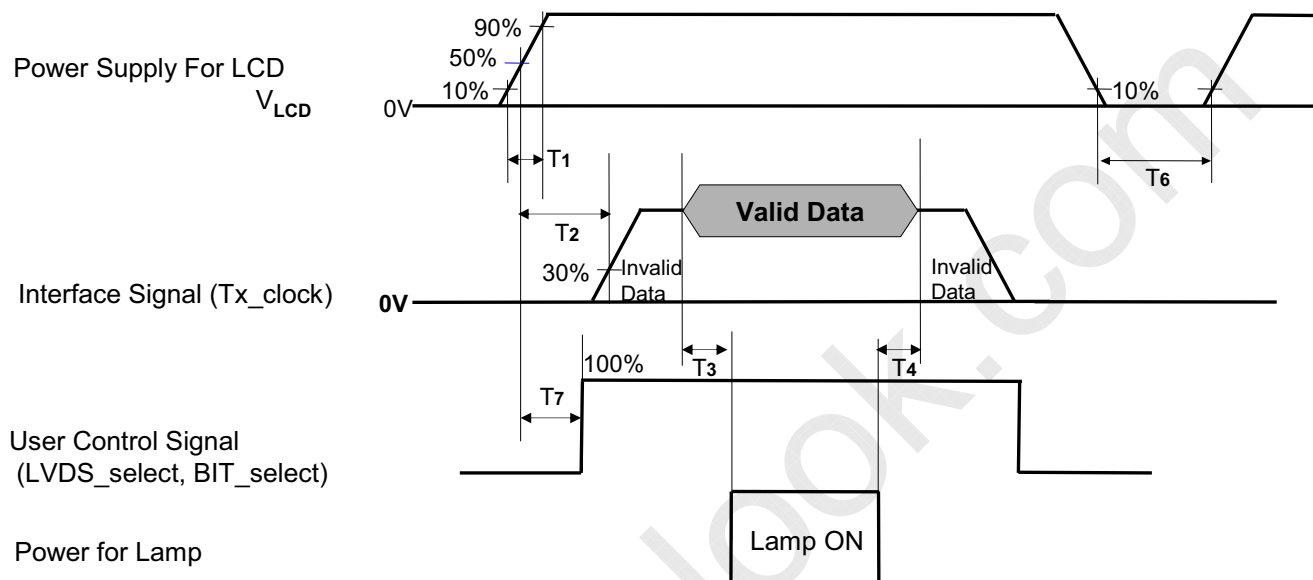 90%
50%
10%
Power Supply For LCD
VLCD
0V
10%
T1
T6
Valid Data
T2
30%
Invalid
Data
Invalid
Data
Interface Signal (Tx_clock)
0V
T3
T4
100%
T7
User Control Signal
(LVDS_select, BIT_select)
Lamp ON
Power for Lamp
look.com